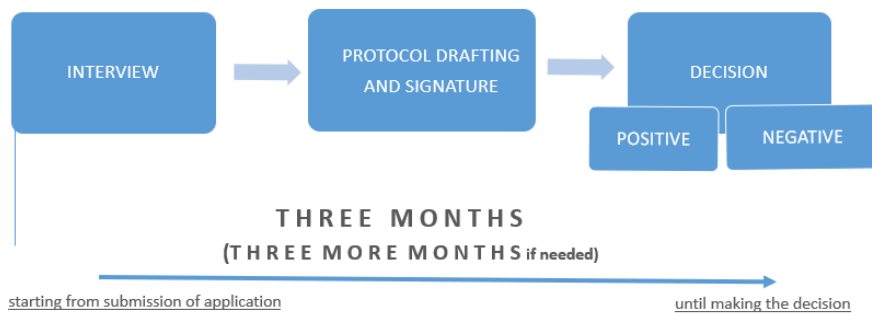 INTERVIEW
PROTOCOL DRAFTING
AND SIGNATURE
DECISION
POSITIVE
NEGATIVE
THREE MONTHS
(THREE MORE MONTHS if needed)
starting from submission of application
until making the decision